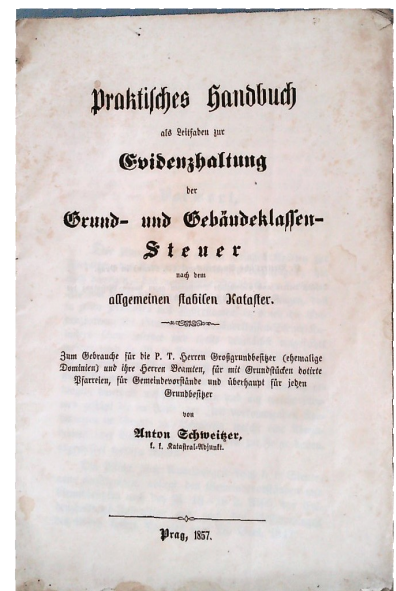 Praktisches Handbuch
als Leitfaden zur
Evidenzhaltung
der
Grund- und Gebäudeklassen-
Steuer
nach dem
allgemeinen stabilen Kataster.
Zum Gebrauche für die P. T. Herren Großgrundbesitzer (ehemalige
Dominien) und ihre Herren Beamten, für mit Grundstücken dotirte
Pfarreien, für Gemeindevorstände und überhaupt für jeden
Grundbesitzer
von
Anton Schweitzer,
k. k. Katastral-Adjunkt.
Prag, 1857.